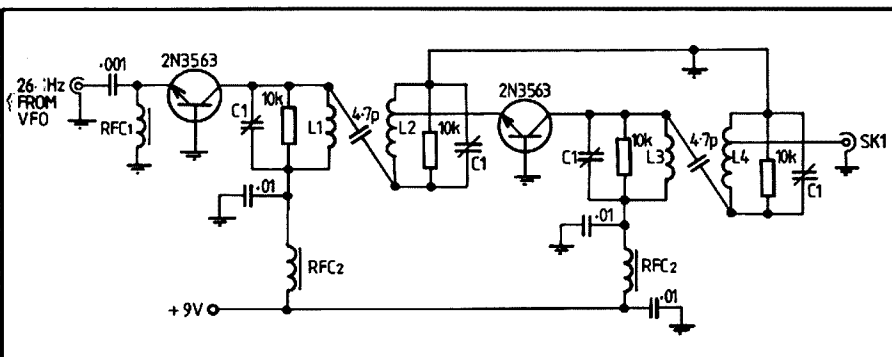 .001
2N3563
26 Hz
FROM
VFO
RFC1
C1
10k
L1
4.7p
L2
10k
C1
2N3563
C1
10k
L3
4.7p
L4
10k
C1
SK1
.01
RFC2
.01
RFC2
+9V
.01